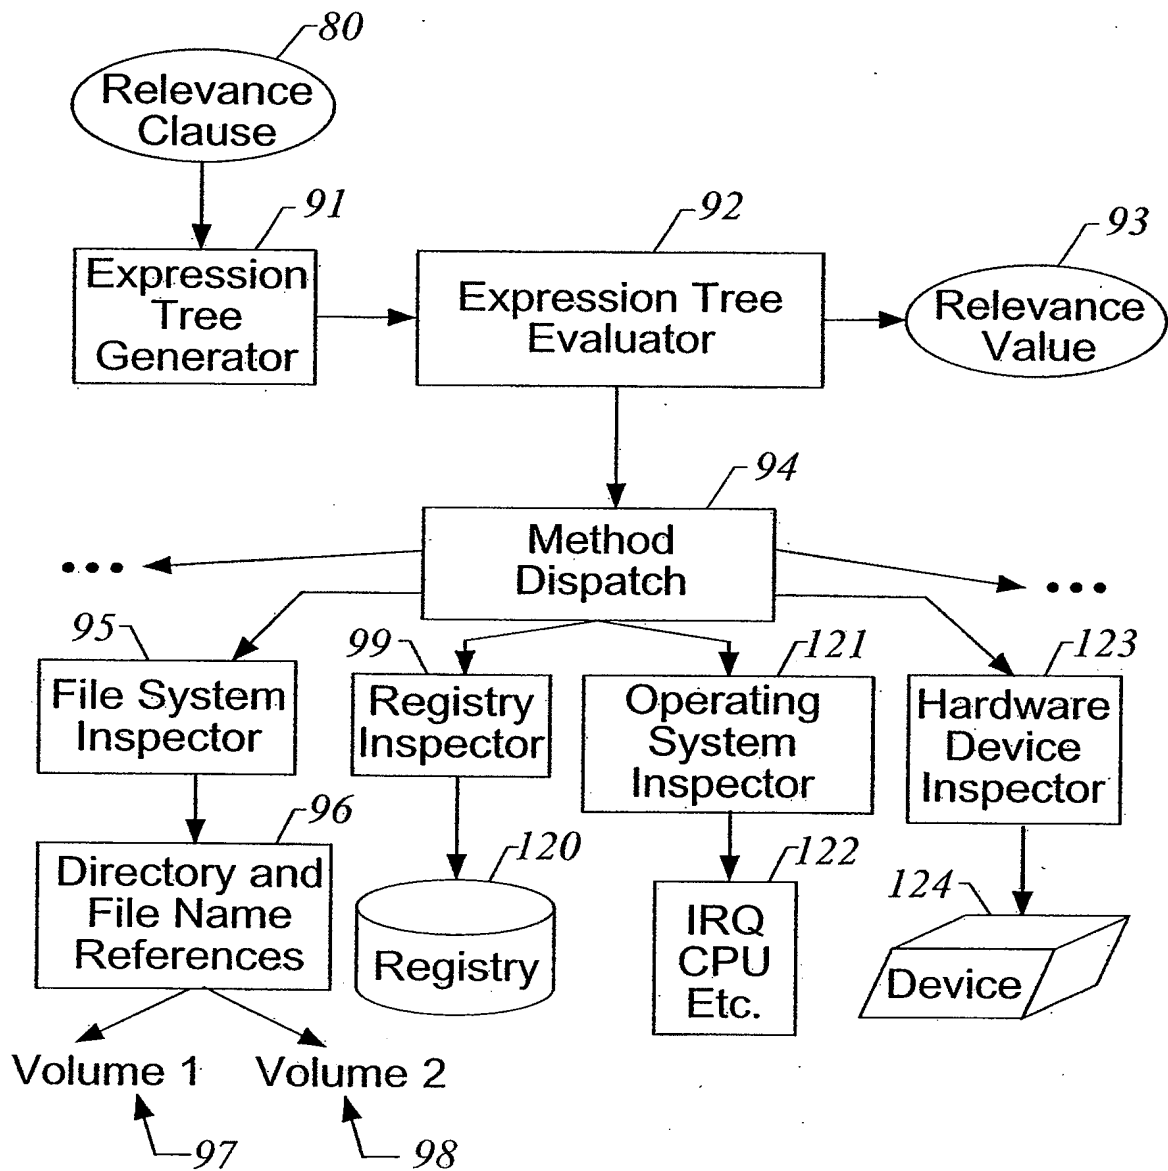 80
Relevance
Clause
91
92
93
Expression
Tree
Generator
Expression Tree
Evaluator
Relevance
Value
94
Method
Dispatch
95
99
121
123
File System
Inspector
Registry
Inspector
Operating
System
Inspector
Hardware
Device
Inspector
96
120
122
124
Directory and
File Name
References
Registry
IRQ
CPU
Etc.
Device
Volume 1
Volume 2
97
98